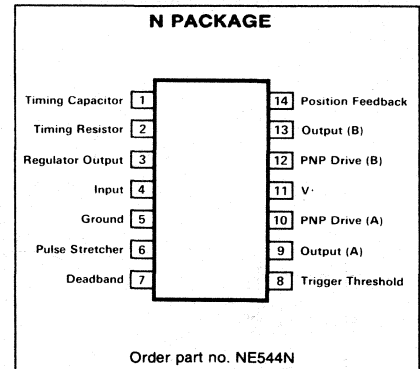 N PACKAGE
Timing Capacitor 1 14 Position Feedback
Timing Resistor 2 13 Output (B)
Regulator Output 3 12 PNP Drive (B)
Input 4 11 V·
Ground 5 10 PNP Drive (A)
Pulse Stretcher 6 9 Output (A)
Deadband 7 8 Trigger Threshold
Order part no. NE544N